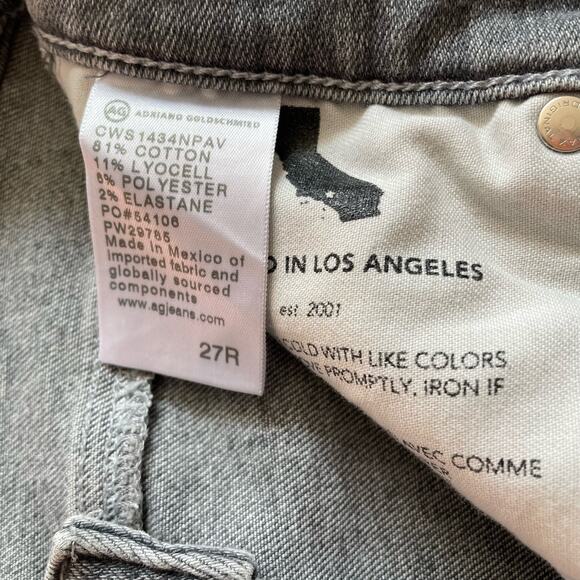 AG ADRIANO GOLDSCHMIED
CWS1434NPAV
81% COTTON
11% LYOCELL
6% POLYESTER
2% ELASTANE
PO#54106
PW29785
Made in Mexico of
imported fabric and
globally sourced
components
www.agjeans.com
27R
IN LOS ANGELES
est 2001
COLD WITH LIKE COLORS
PROMPTLY, IRON IF
AVEC COMME